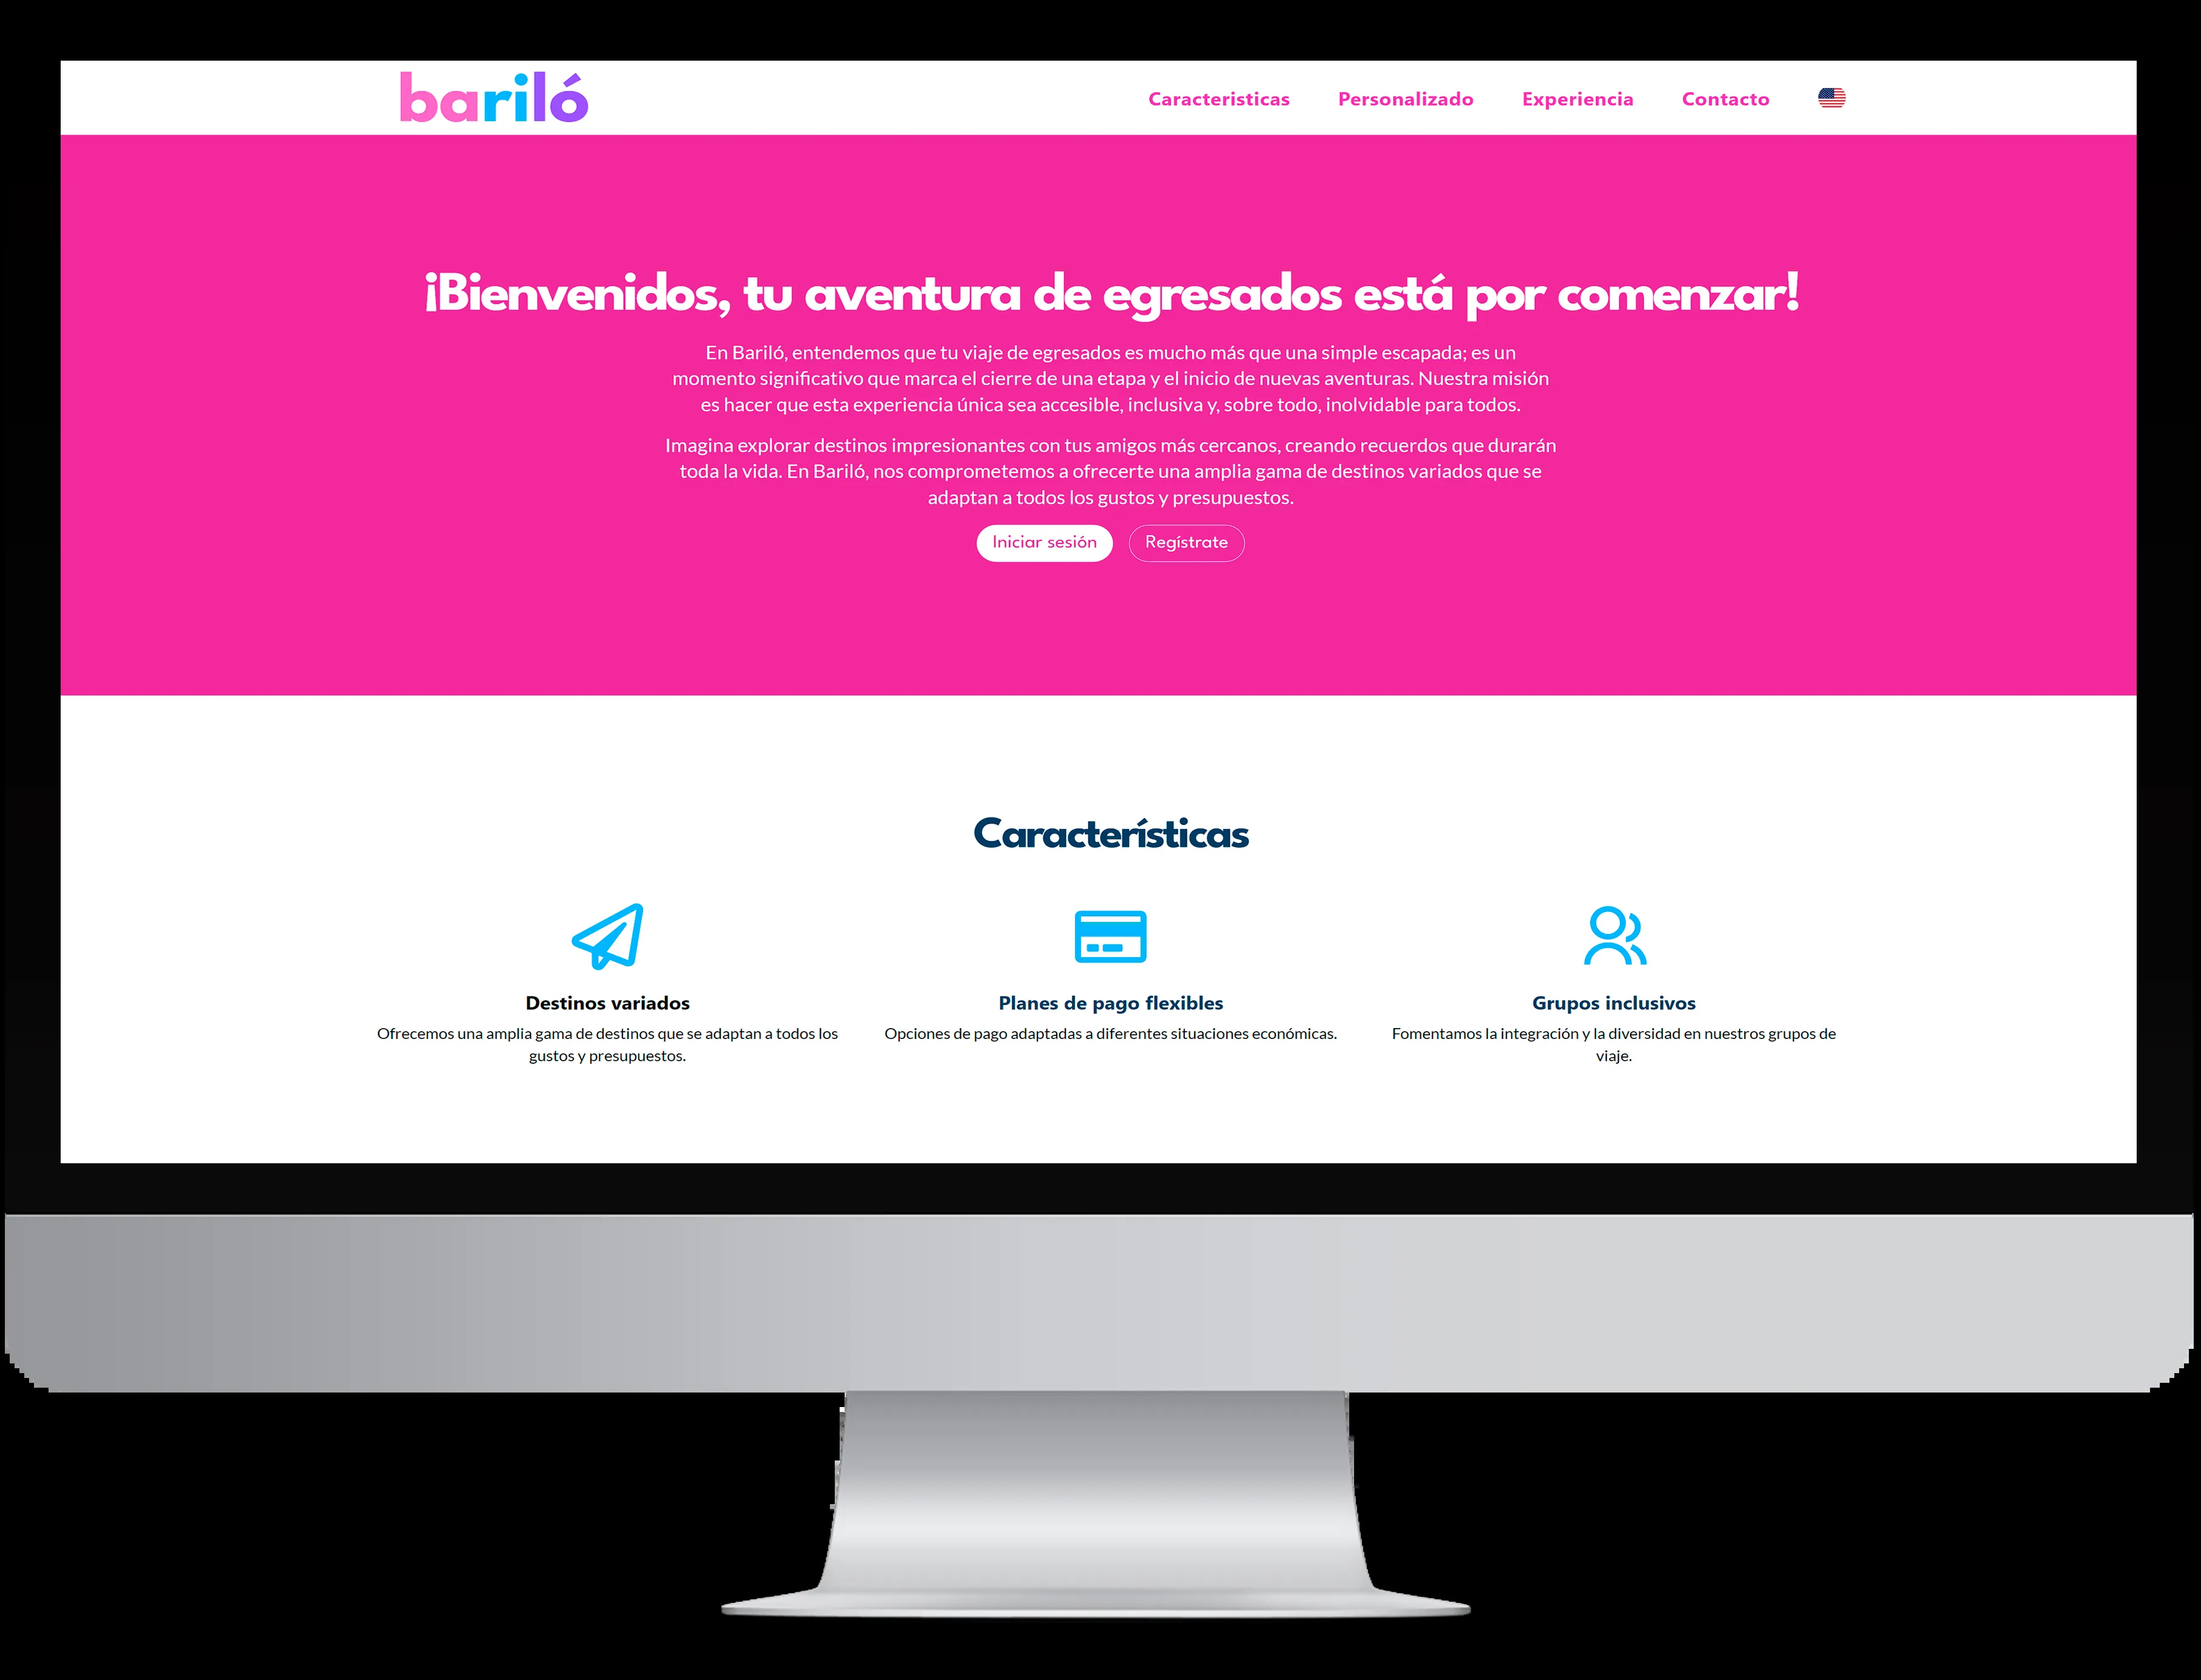 bariló
Caracteristicas Personalizado Experiencia Contacto
¡Bienvenidos, tu aventura de egresados está por comenzar!
En Bariló, entendemos que tu viaje de egresados es mucho más que una simple escapada; es un
momento significativo que marca el cierre de una etapa y el inicio de nuevas aventuras. Nuestra misión
es hacer que esta experiencia única sea accesible, inclusiva y, sobre todo, inolvidable para todos.
Imagina explorar destinos impresionantes con tus amigos más cercanos, creando recuerdos que durarán
toda la vida. En Bariló, nos comprometemos a ofrecerte una amplia gama de destinos variados que se
adaptan a todos los gustos y presupuestos.
Iniciar sesión Regístrate
Características
Destinos variados
Ofrecemos una amplia gama de destinos que se adaptan a todos los
gustos y presupuestos.
Planes de pago flexibles
Opciones de pago adaptadas a diferentes situaciones económicas.
Grupos inclusivos
Fomentamos la integración y la diversidad en nuestros grupos de
viaje.